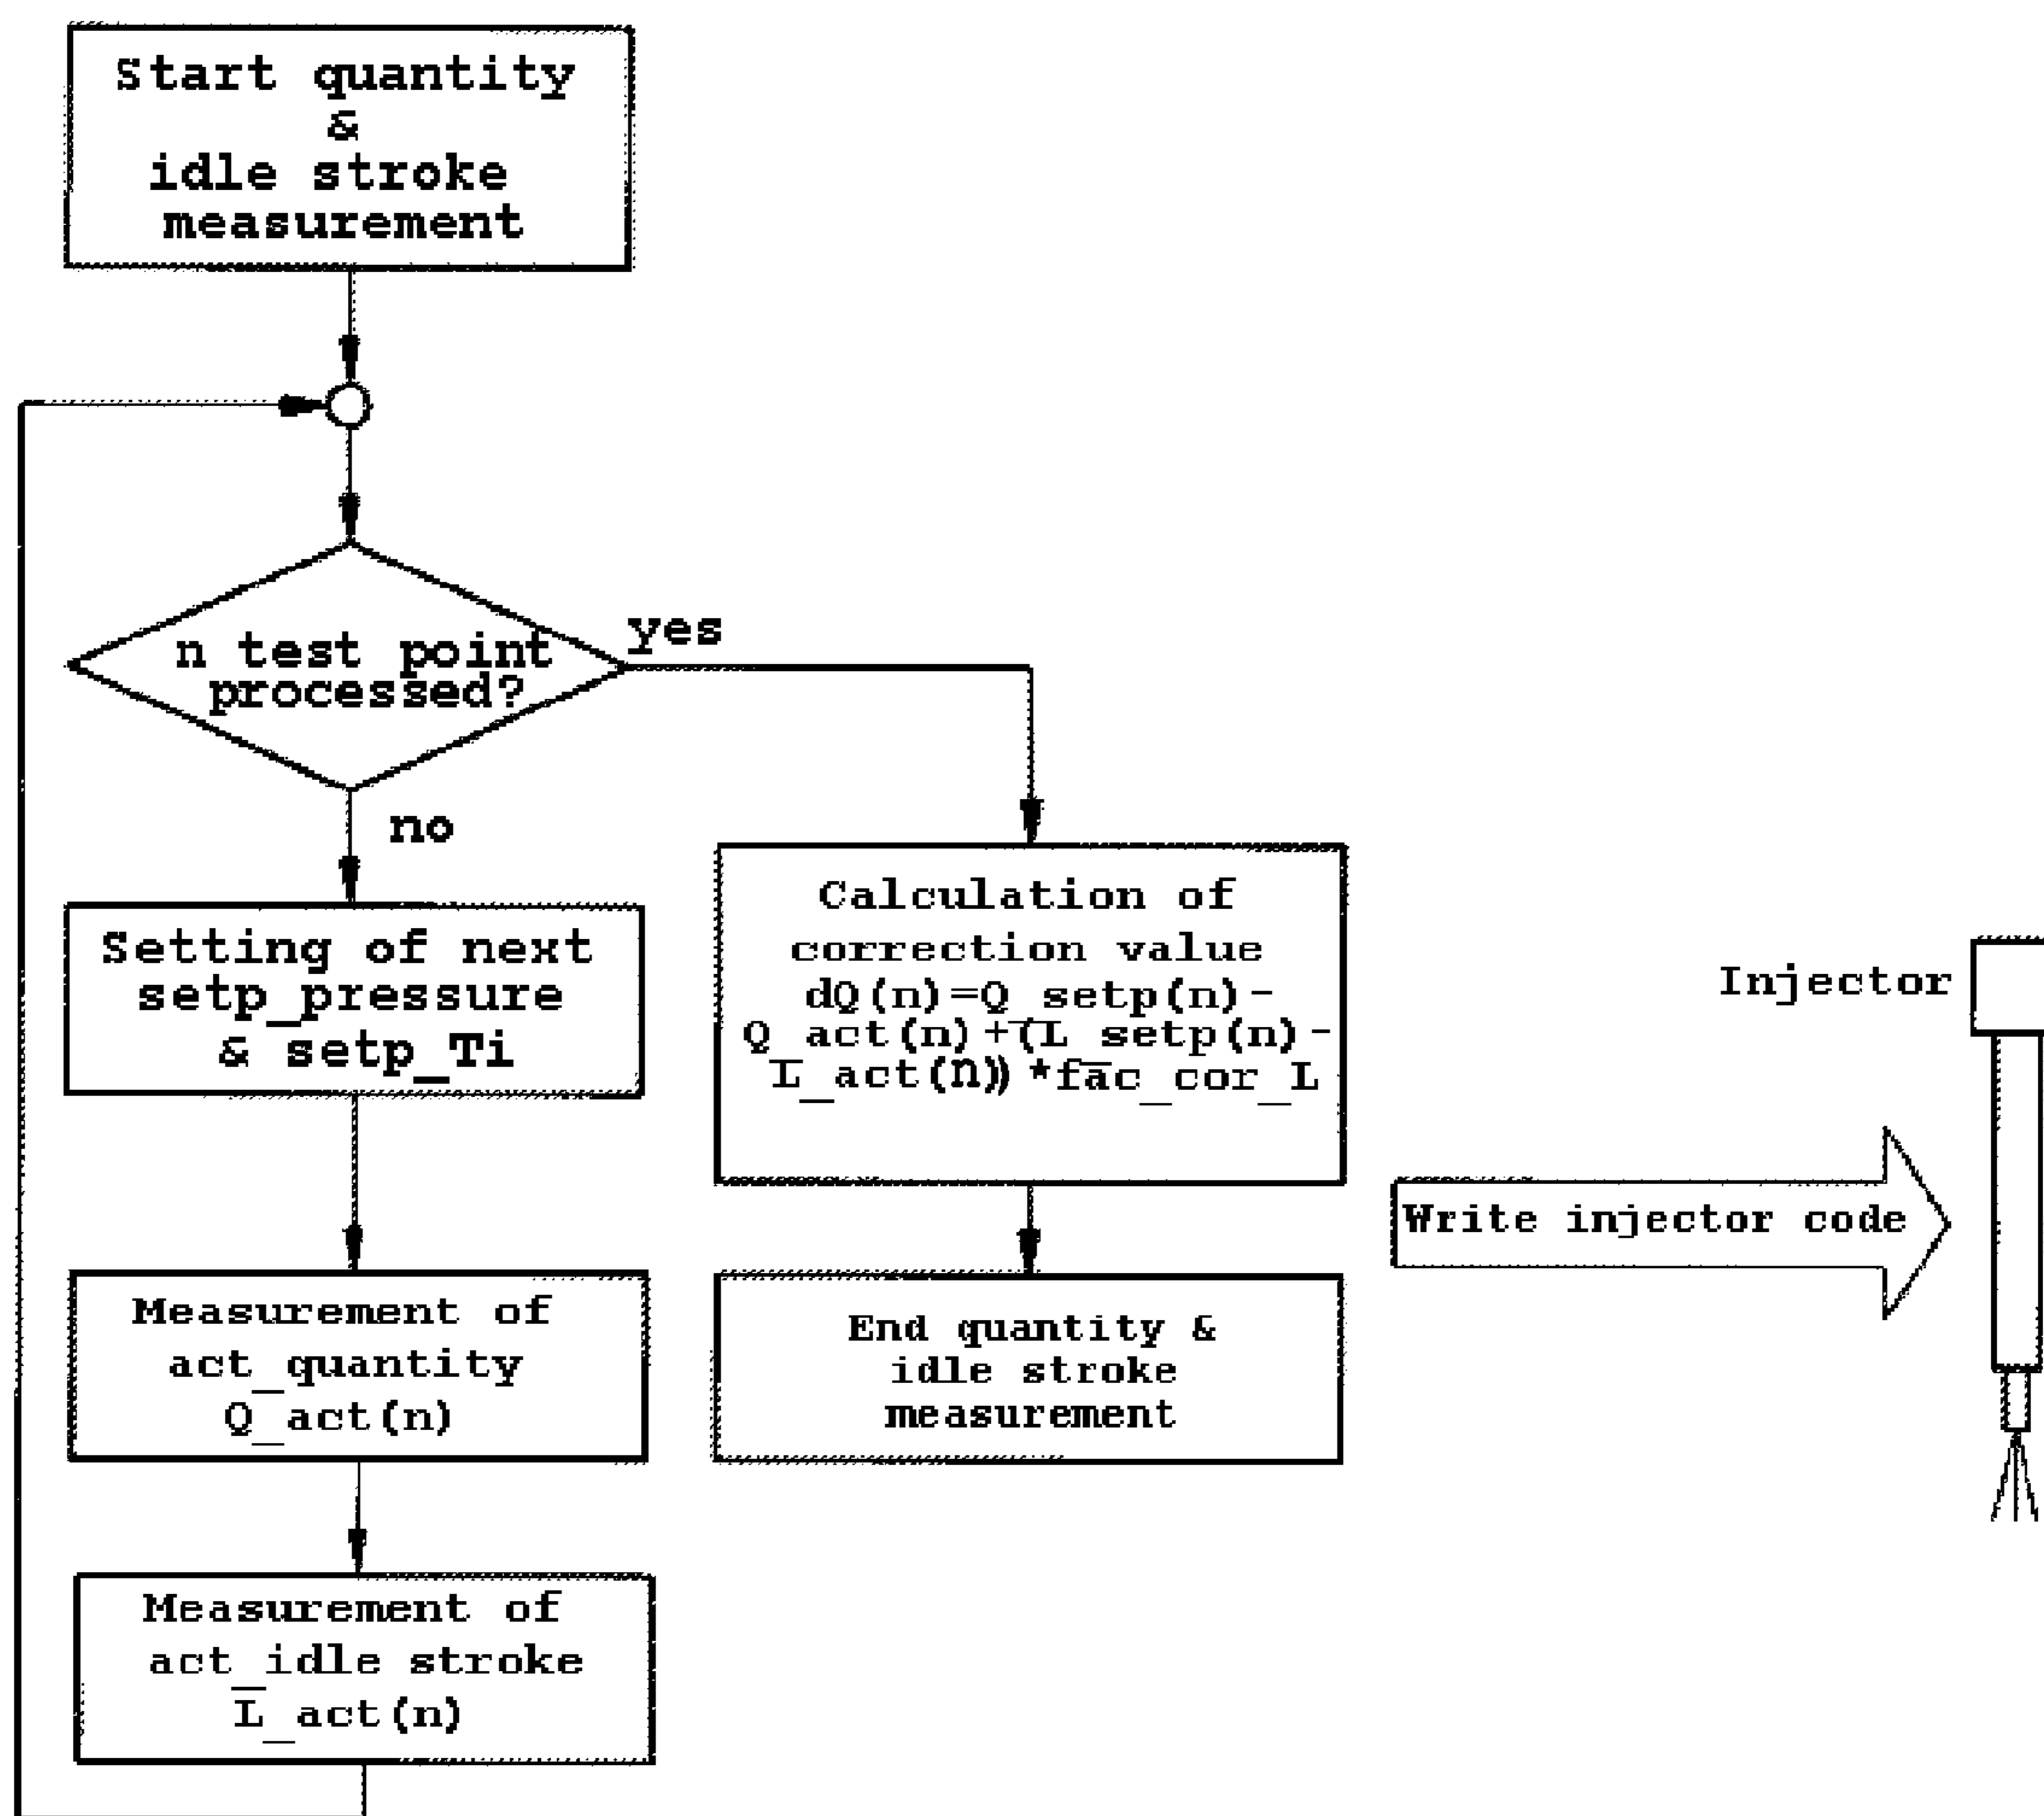 Start quantity
&
idle stroke
measurement
n test point
processed?
yes
no
Setting of next
setp_pressure
& setp_Ti
Measurement of
act_quantity
Q_act(n)
Measurement of
act_idle stroke
L_act(n)
Calculation of
correction value
dQ(n)=Q_setp(n)-
Q_act(n)+(L_setp(n)-
L_act(n))*fac_cor_L
End quantity &
idle stroke
measurement
Write injector code
Injector